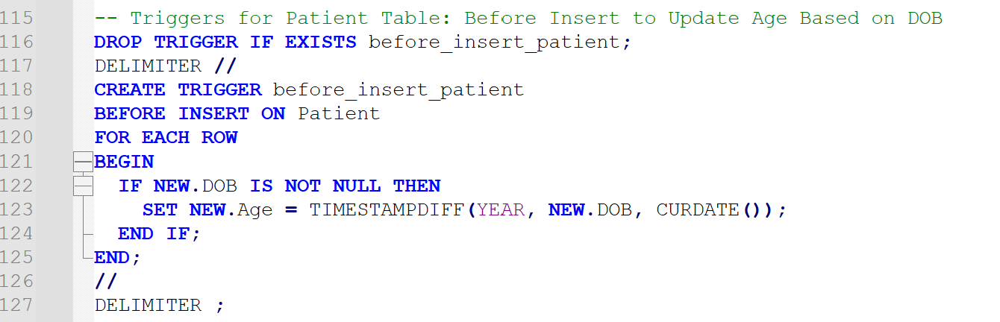 115 -- Triggers for Patient Table: Before Insert to Update Age Based on DOB
116 DROP TRIGGER IF EXISTS before_insert_patient;
117 DELIMITER //
118 CREATE TRIGGER before_insert_patient
119 BEFORE INSERT ON Patient
120 FOR EACH ROW
121 BEGIN
122   IF NEW.DOB IS NOT NULL THEN
123     SET NEW.Age = TIMESTAMPDIFF(YEAR, NEW.DOB, CURDATE());
124   END IF;
125 END;
126 //
127 DELIMITER ;